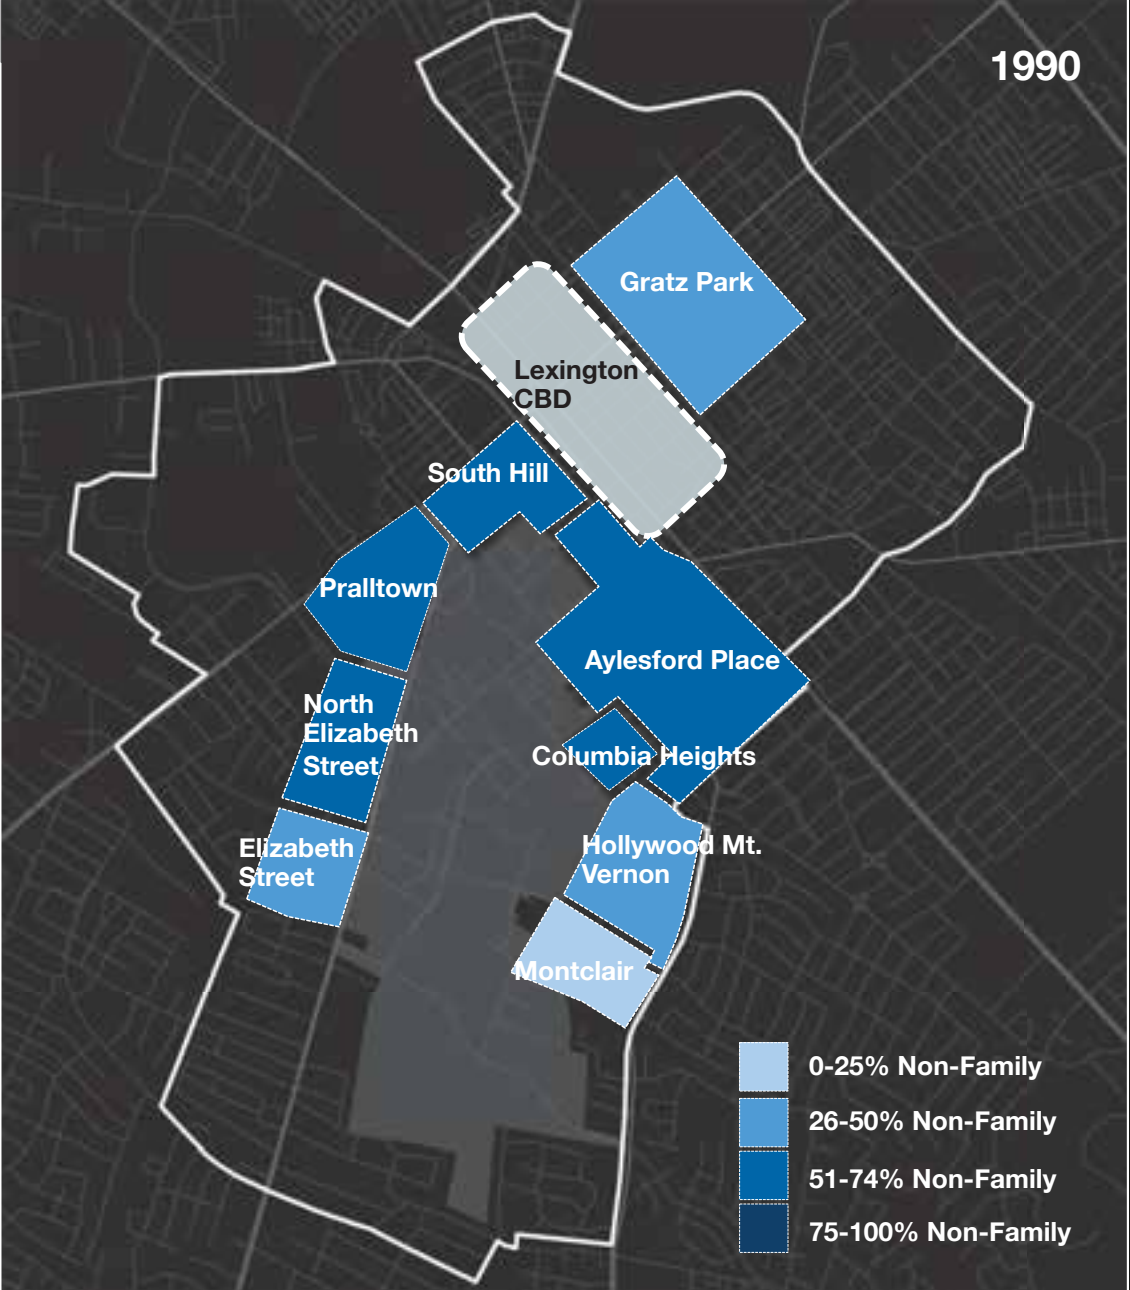 1990
Gratz Park
Lexington
CBD
South Hill
Pralltown
Aylesford Place
North
Elizabeth
Street
Columbia Heights
Elizabeth
Street
Hollywood Mt.
Vernon
Montclair
0-25% Non-Family
26-50% Non-Family
51-74% Non-Family
75-100% Non-Family